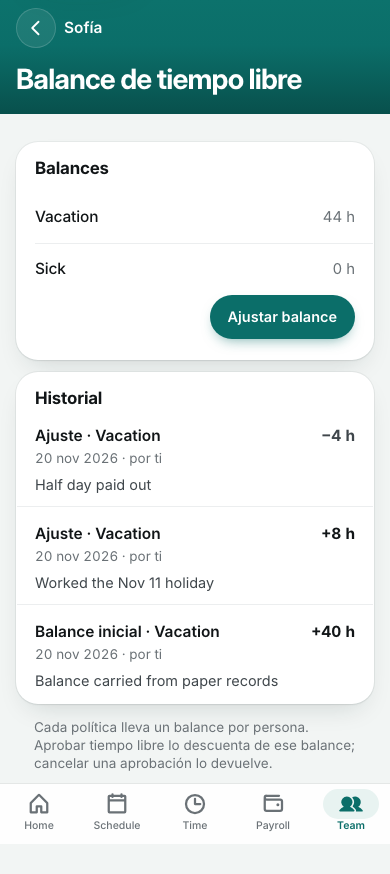 Sofía
Balance de tiempo libre
Balances
Vacation 44 h
Sick 0 h
Ajustar balance
Historial
Ajuste · Vacation −4 h
20 nov 2026 · por ti
Half day paid out
Ajuste · Vacation +8 h
20 nov 2026 · por ti
Worked the Nov 11 holiday
Balance inicial · Vacation +40 h
20 nov 2026 · por ti
Balance carried from paper records
Cada política lleva un balance por persona.
Aprobar tiempo libre lo descuenta de ese balance;
cancelar una aprobación lo devuelve.
Home Schedule Time Payroll Team